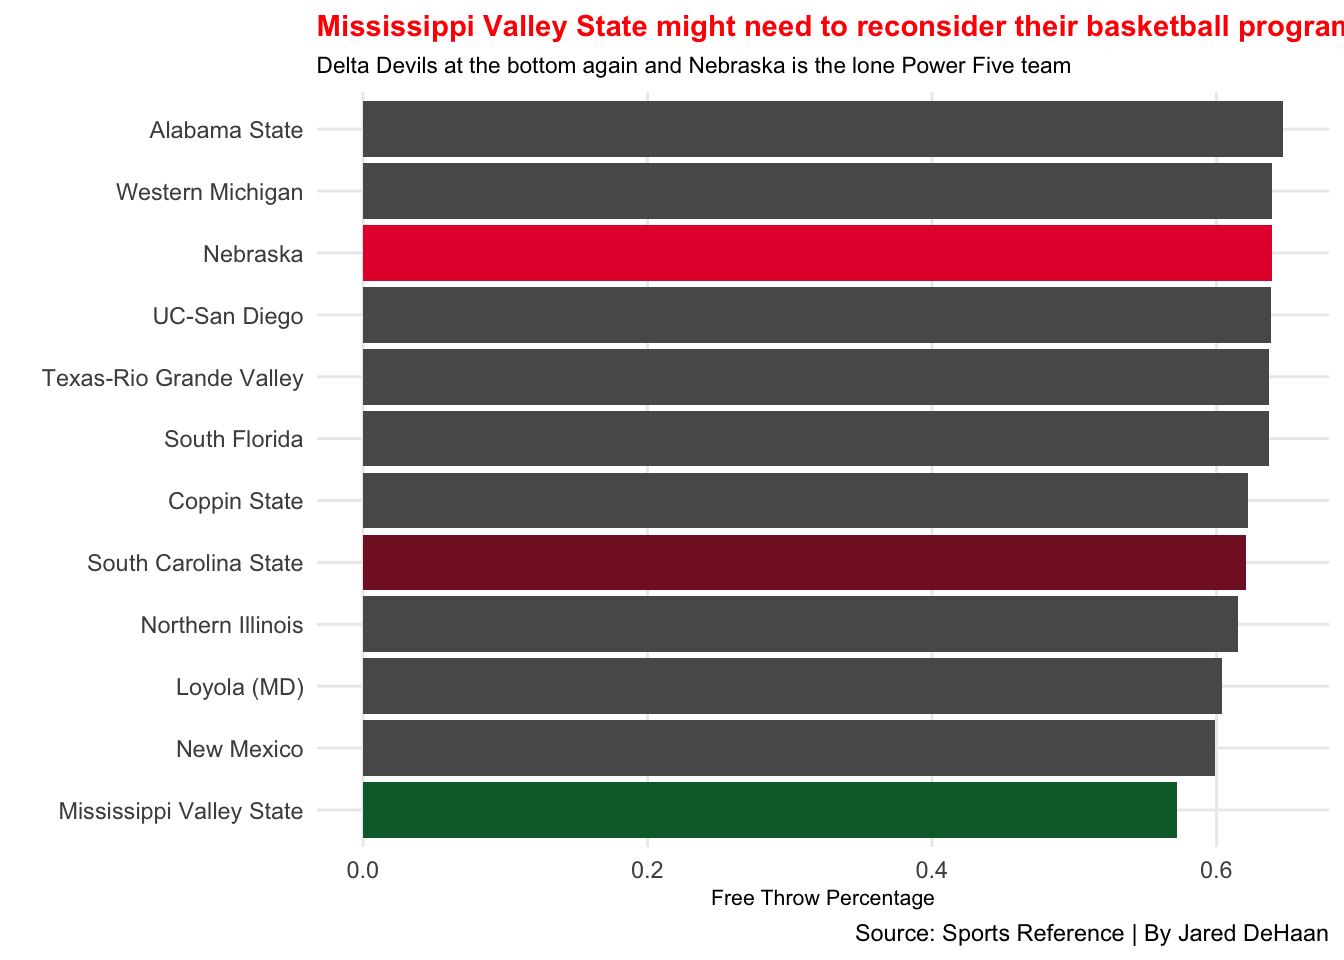 Mississippi Valley State might need to reconsider their basketball program
Delta Devils at the bottom again and Nebraska is the lone Power Five team
Alabama State
Western Michigan
Nebraska
UC-San Diego
Texas-Rio Grande Valley
South Florida
Coppin State
South Carolina State
Northern Illinois
Loyola (MD)
New Mexico
Mississippi Valley State
0.0 0.2 0.4 0.6
Free Throw Percentage
Source: Sports Reference | By Jared DeHaan